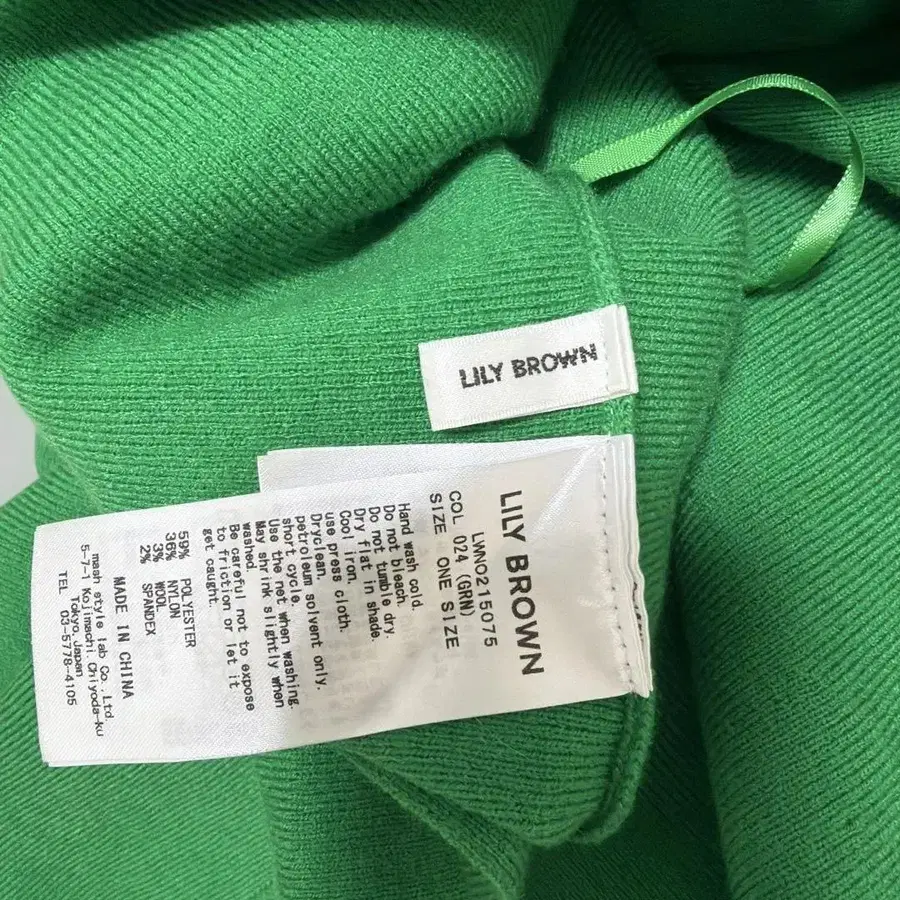 LILY BROWN
LILY BROWN
LWNO215075
COL 024 (GRN)
SIZE ONE SIZE
Hand wash cold.
Do not bleach.
Do not tumble dry.
Dry flat in shade.
Cool iron.
use press cloth.
Dryclean.
petroleum solvent only.
short cycle.
Use the net when washing.
May shrink slightly when
washed.
Be careful not to expose
to friction or let it
get caught.
59% POLYESTER
36% NYLON
3% WOOL
2% SPANDEX
MADE IN CHINA
mash style lab Co.,Ltd.
5-7-1 Kojimachi, Chiyoda-ku
Tokyo, Japan
TEL 03-5778-4105